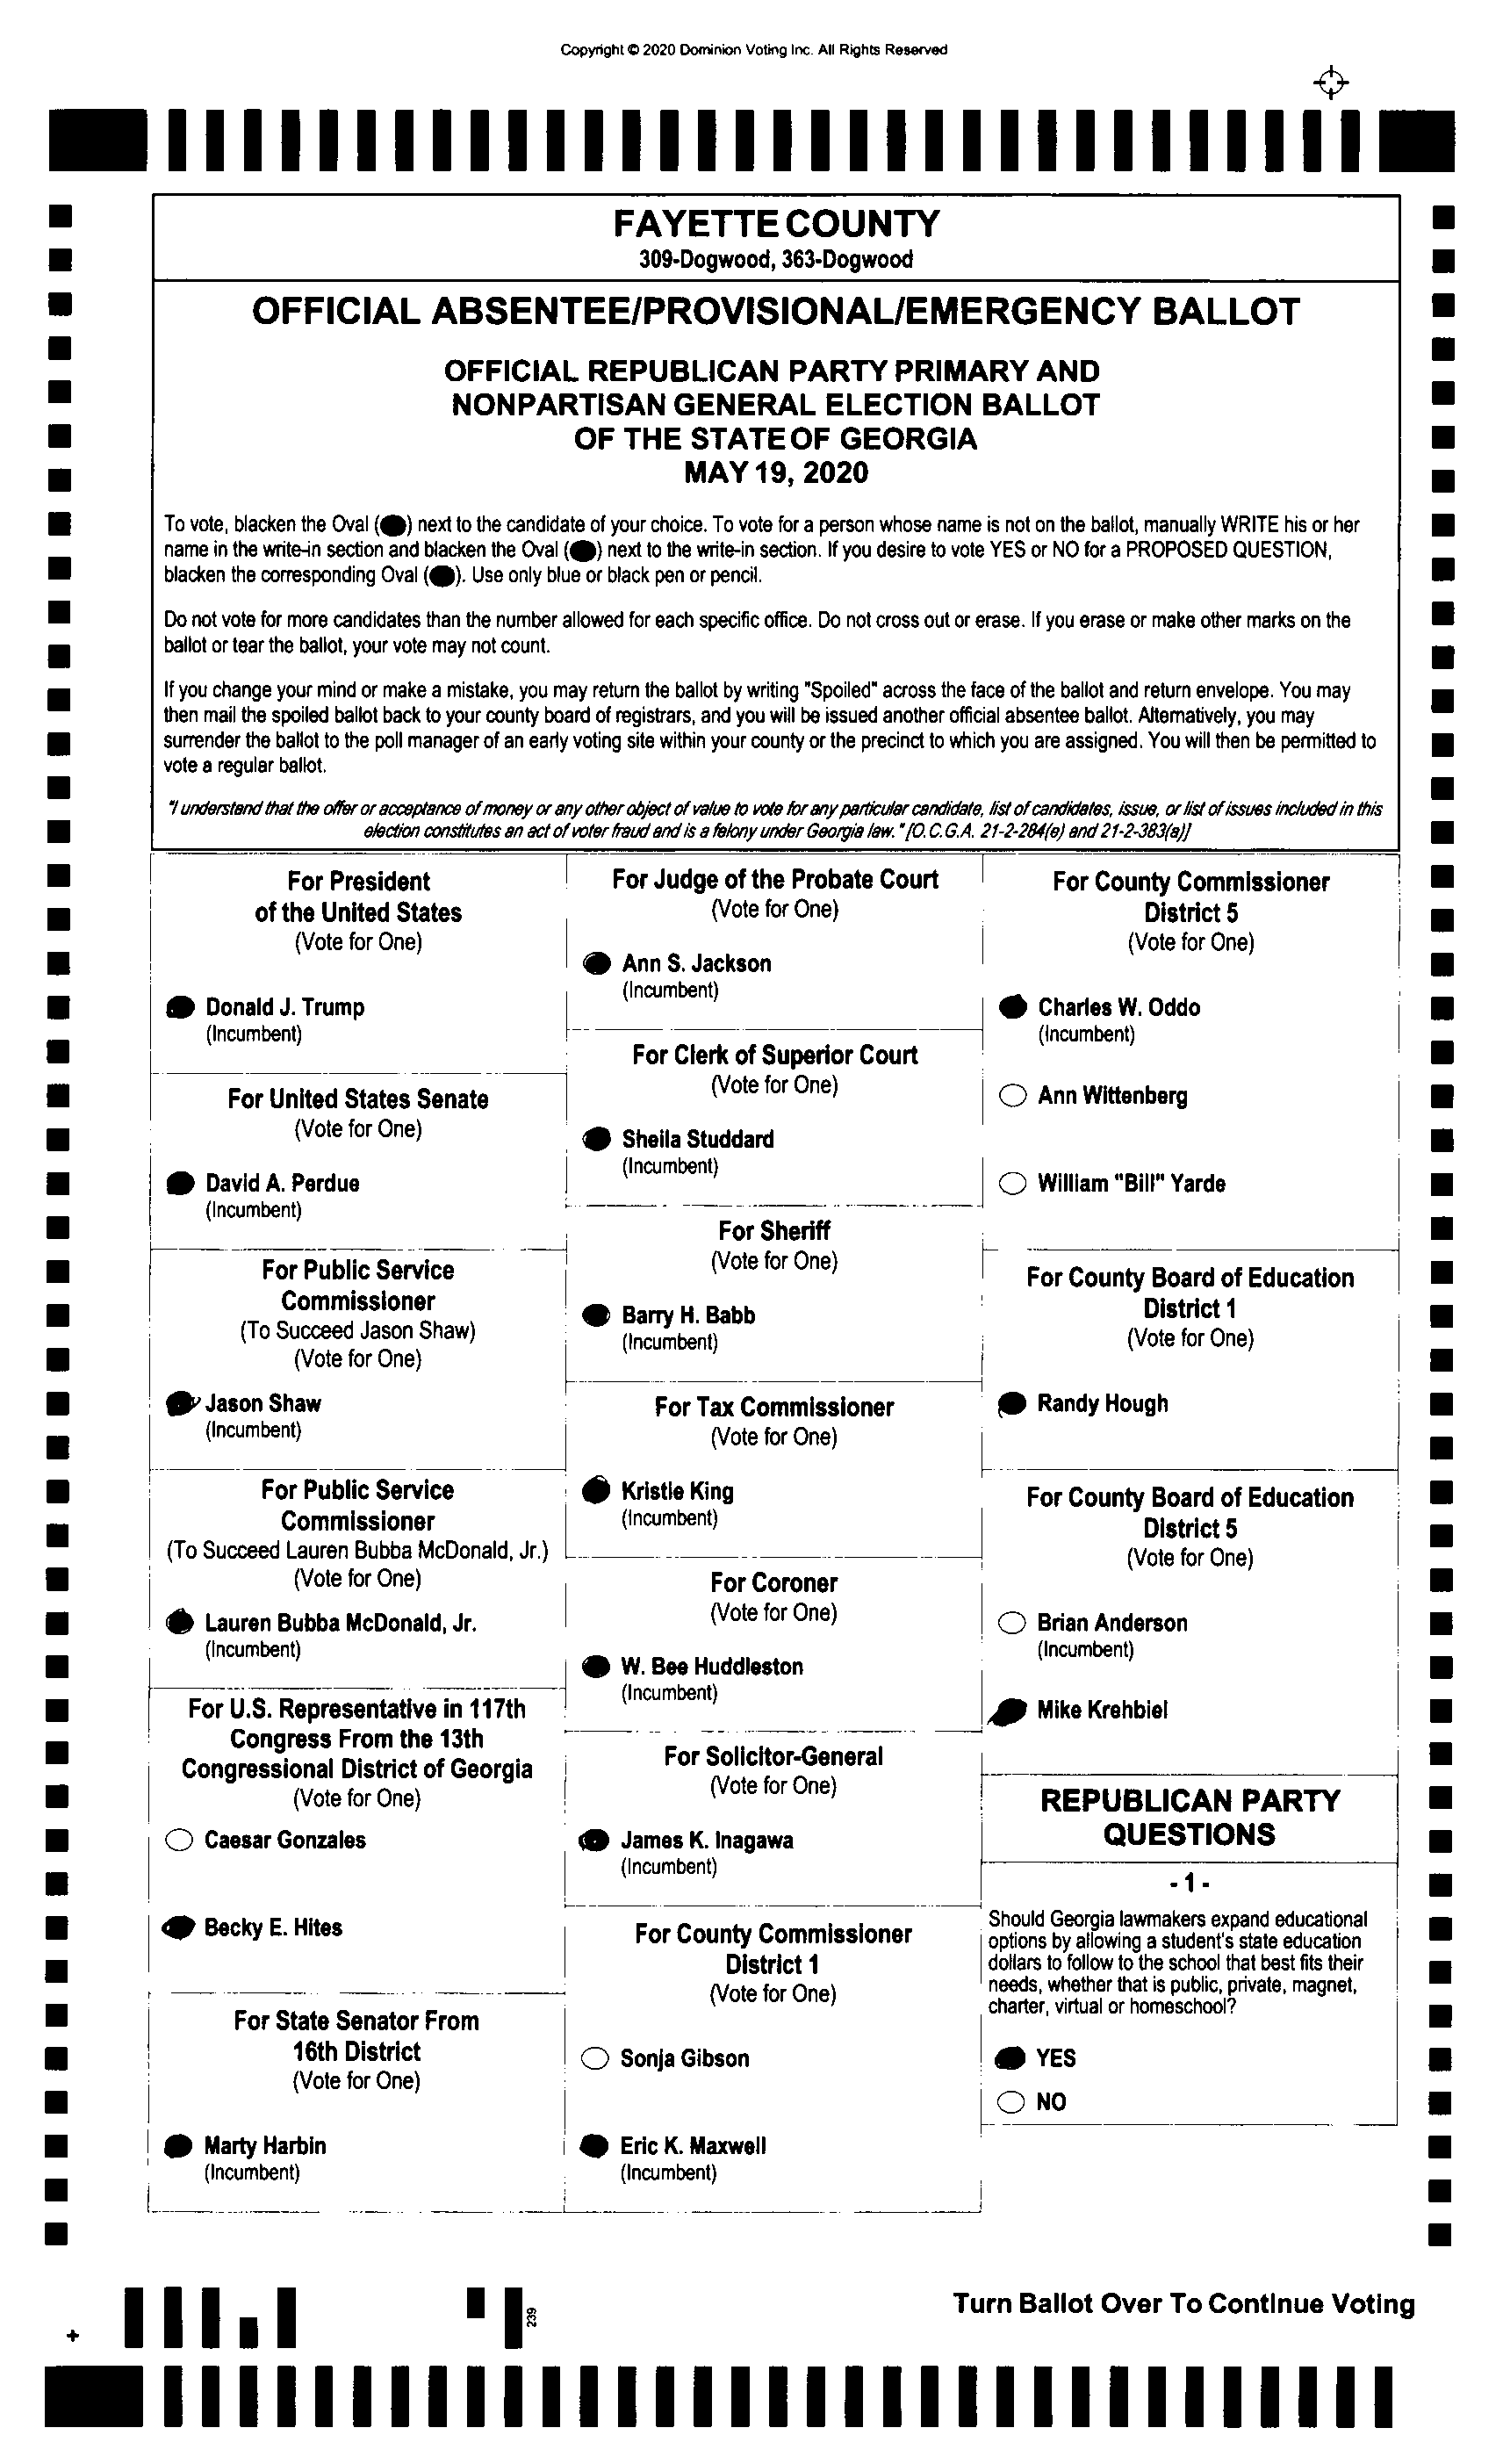 Copyright © 2020 Dominion Voting Inc. All Rights Reserved
FAYETTE COUNTY
309-Dogwood, 363-Dogwood
OFFICIAL ABSENTEE/PROVISIONAL/EMERGENCY BALLOT
OFFICIAL REPUBLICAN PARTY PRIMARY AND
NONPARTISAN GENERAL ELECTION BALLOT
OF THE STATE OF GEORGIA
MAY 19, 2020
To vote, blacken the Oval ( ) next to the candidate of your choice. To vote for a person whose name is not on the ballot, manually WRITE his or her
name in the write-in section and blacken the Oval ( ) next to the write-in section. If you desire to vote YES or NO for a PROPOSED QUESTION,
blacken the corresponding Oval ( ). Use only blue or black pen or pencil.
Do not vote for more candidates than the number allowed for each specific office. Do not cross out or erase. If you erase or make other marks on the
ballot or tear the ballot, your vote may not count.
If you change your mind or make a mistake, you may return the ballot by writing "Spoiled" across the face of the ballot and return envelope. You may
then mail the spoiled ballot back to your county board of registrars, and you will be issued another official absentee ballot. Alternatively, you may
surrender the ballot to the poll manager of an early voting site within your county or the precinct to which you are assigned. You will then be permitted to
vote a regular ballot.
"I understand that the offer or acceptance of money or any other object of value to vote for any particular candidate, list of candidates, issue, or list of issues included in this
election constitutes an act of voter fraud and is a felony under Georgia law." [O.C.G.A. 21-2-284(e) and 21-2-383(a)]
For President
of the United States
(Vote for One)
Donald J. Trump
(Incumbent)
For United States Senate
(Vote for One)
David A. Perdue
(Incumbent)
For Public Service
Commissioner
(To Succeed Jason Shaw)
(Vote for One)
Jason Shaw
(Incumbent)
For Public Service
Commissioner
(To Succeed Lauren Bubba McDonald, Jr.)
(Vote for One)
Lauren Bubba McDonald, Jr.
(Incumbent)
For U.S. Representative in 117th
Congress From the 13th
Congressional District of Georgia
(Vote for One)
Caesar Gonzales
Becky E. Hites
For State Senator From
16th District
(Vote for One)
Marty Harbin
(Incumbent)
For Judge of the Probate Court
(Vote for One)
Ann S. Jackson
(Incumbent)
For Clerk of Superior Court
(Vote for One)
Sheila Studdard
(Incumbent)
For Sheriff
(Vote for One)
Barry H. Babb
(Incumbent)
For Tax Commissioner
(Vote for One)
Kristie King
(Incumbent)
For Coroner
(Vote for One)
W. Bee Huddleston
(Incumbent)
For Solicitor-General
(Vote for One)
James K. Inagawa
(Incumbent)
For County Commissioner
District 1
(Vote for One)
Sonja Gibson
Eric K. Maxwell
(Incumbent)
For County Commissioner
District 5
(Vote for One)
Charles W. Oddo
(Incumbent)
Ann Wittenberg
William "Bill" Yarde
For County Board of Education
District 1
(Vote for One)
Randy Hough
For County Board of Education
District 5
(Vote for One)
Brian Anderson
(Incumbent)
Mike Krehbiel
REPUBLICAN PARTY
QUESTIONS
- 1 -
Should Georgia lawmakers expand educational
options by allowing a student's state education
dollars to follow to the school that best fits their
needs, whether that is public, private, magnet,
charter, virtual or homeschool?
YES
NO
239
Turn Ballot Over To Continue Voting